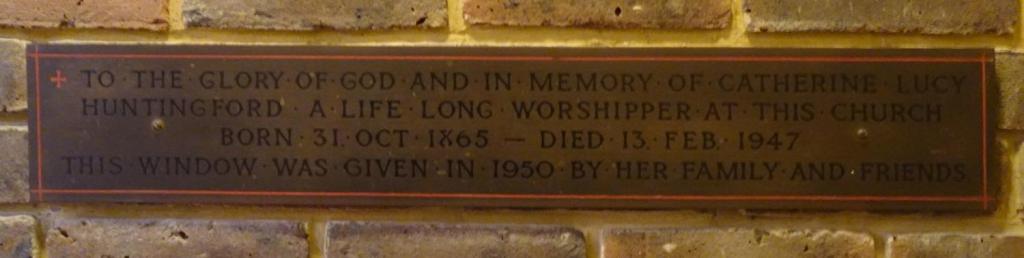 ✠ TO · THE · GLORY · OF · GOD · AND · IN · MEMORY · OF · CATHERINE · LUCY
HUNTINGFORD · A · LIFE · LONG · WORSHIPPER · AT · THIS · CHURCH
BORN · 31 · OCT · 1865 — DIED · 13 · FEB · 1947
THIS · WINDOW · WAS · GIVEN · IN · 1950 · BY · HER · FAMILY · AND · FRIENDS